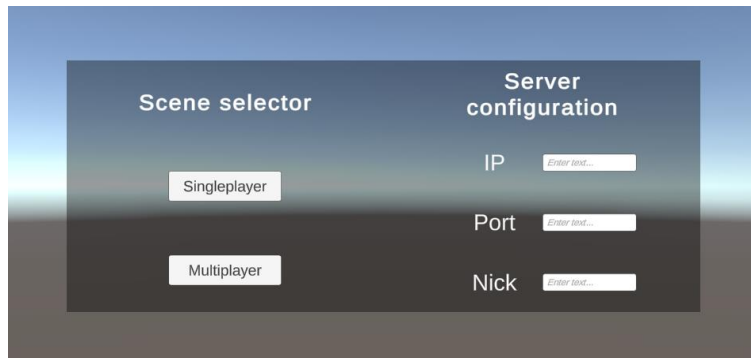 Scene selector
Singleplayer
Multiplayer
Server
configuration
IP Enter text...
Port Enter text...
Nick Enter text...